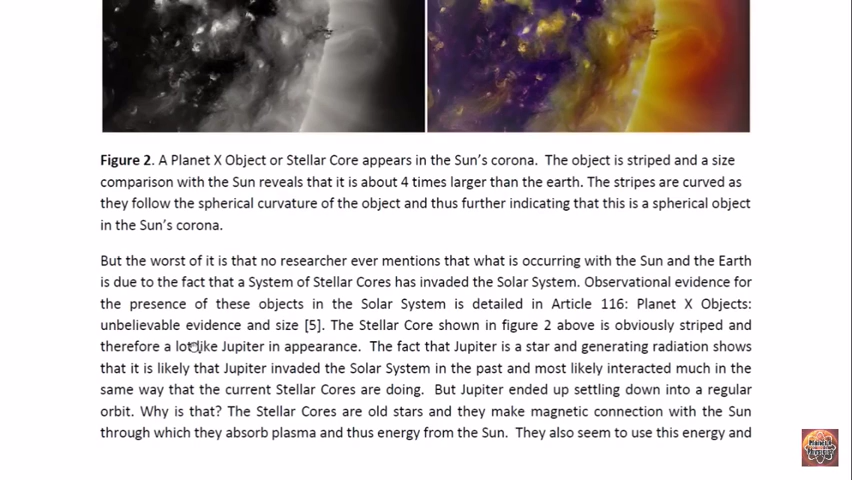 Figure 2. A Planet X Object or Stellar Core appears in the Sun's corona.  The object is striped and a size
comparison with the Sun reveals that it is about 4 times larger than the earth. The stripes are curved as
they follow the spherical curvature of the object and thus further indicating that this is a spherical object
in the Sun's corona.
But the worst of it is that no researcher ever mentions that what is occurring with the Sun and the Earth
is due to the fact that a System of Stellar Cores has invaded the Solar System. Observational evidence for
the presence of these objects in the Solar System is detailed in Article 116: Planet X Objects:
unbelievable evidence and size [5]. The Stellar Core shown in figure 2 above is obviously striped and
therefore a lot like Jupiter in appearance.  The fact that Jupiter is a star and generating radiation shows
that it is likely that Jupiter invaded the Solar System in the past and most likely interacted much in the
same way that the current Stellar Cores are doing.  But Jupiter ended up settling down into a regular
orbit. Why is that? The Stellar Cores are old stars and they make magnetic connection with the Sun
through which they absorb plasma and thus energy from the Sun.  They also seem to use this energy and